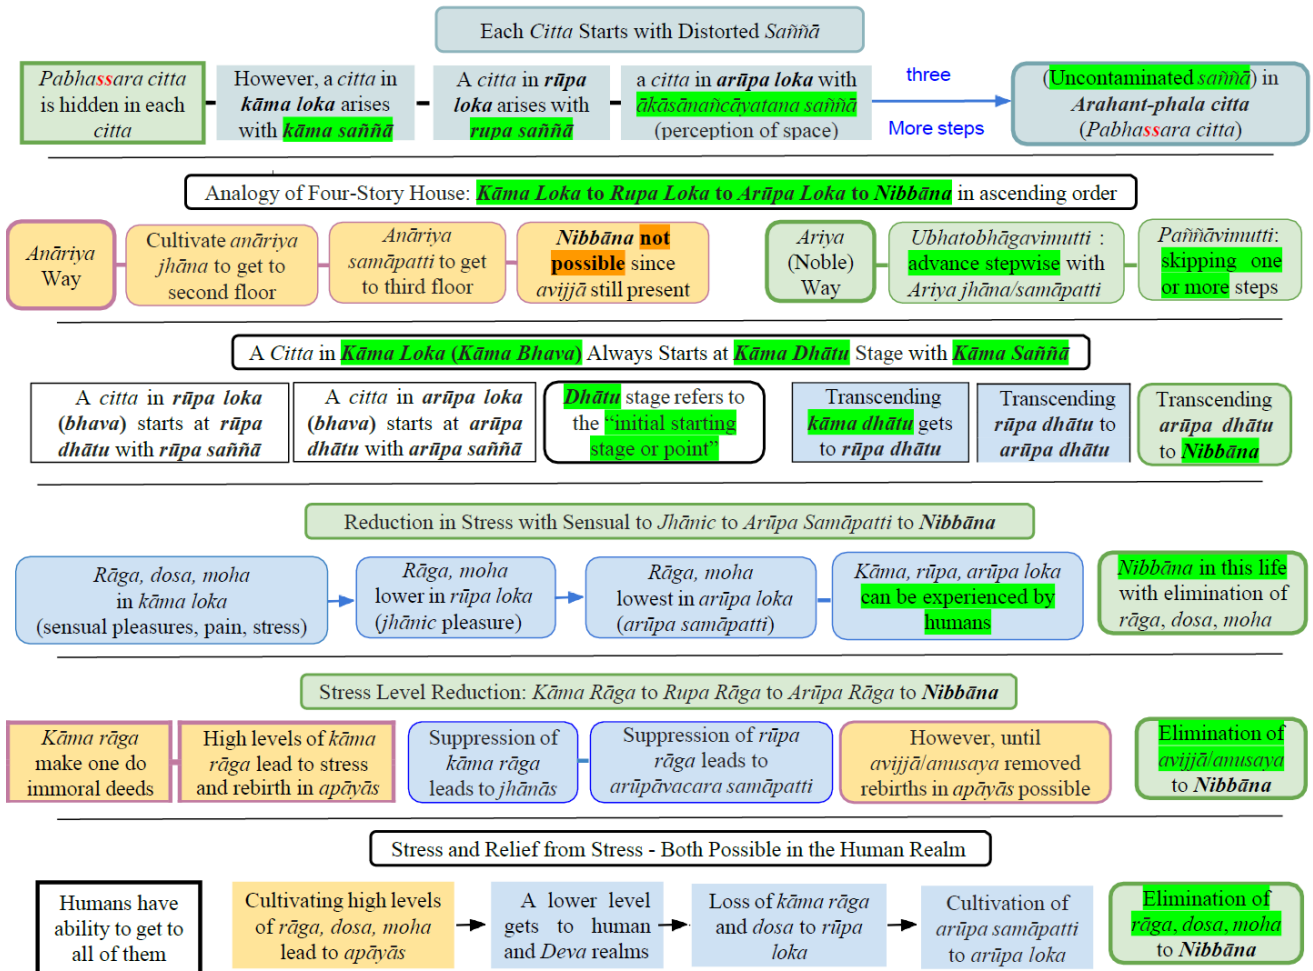 Each Citta Starts with Distorted Saññā
Pabhassara citta
is hidden in each
citta
However, a citta in
kāma loka arises
with kāma saññā
A citta in rūpa
loka arises with
rupa saññā
a citta in arūpa loka with
ākāsānañcāyatana saññā
(perception of space)
three
More steps
(Uncontaminated saññā) in
Arahant-phala citta
(Pabhassara citta)
Analogy of Four-Story House: Kāma Loka to Rupa Loka to Arūpa Loka to Nibbāna in ascending order
Anāriya
Way
Cultivate anāriya
jhāna to get to
second floor
Anāriya
samāpatti to get
to third floor
Nibbāna not
possible since
avijjā still present
Ariya
(Noble)
Way
Ubhatobhāgavimutti :
advance stepwise with
Ariya jhāna/samāpatti
Paññāvimutti:
skipping one
or more steps
A Citta in Kāma Loka (Kāma Bhava) Always Starts at Kāma Dhātu Stage with Kāma Saññā
A citta in rūpa loka
(bhava) starts at rūpa
dhātu with rūpa saññā
A citta in arūpa loka
(bhava) starts at arūpa
dhātu with arūpa saññā
Dhātu stage refers to
the “initial starting
stage or point”
Transcending
kāma dhātu gets
to rūpa dhātu
Transcending
rūpa dhātu to
arūpa dhātu
Transcending
arūpa dhātu
to Nibbāna
Reduction in Stress with Sensual to Jhānic to Arūpa Samāpatti to Nibbāna
Rāga, dosa, moha
in kāma loka
(sensual pleasures, pain, stress)
Rāga, moha
lower in rūpa loka
(jhānic pleasure)
Rāga, moha
lowest in arūpa loka
(arūpa samāpatti)
Kāma, rūpa, arūpa loka
can be experienced by
humans
Nibbāna in this life
with elimination of
rāga, dosa, moha
Stress Level Reduction: Kāma Rāga to Rupa Rāga to Arūpa Rāga to Nibbāna
Kāma rāga
make one do
immoral deeds
High levels of kāma
rāga lead to stress
and rebirth in apāyās
Suppression of
kāma rāga
leads to jhānās
Suppression of rūpa
rāga leads to
arūpāvacara samāpatti
However, until
avijjā/anusaya removed
rebirths in apāyās possible
Elimination of
avijjā/anusaya
to Nibbāna
Stress and Relief from Stress - Both Possible in the Human Realm
Humans have
ability to get to
all of them
Cultivating high levels
of rāga, dosa, moha
lead to apāyās
A lower level
gets to human
and Deva realms
Loss of kāma rāga
and dosa to rūpa
loka
Cultivation of
arūpa samāpatti
to arūpa loka
Elimination of
rāga, dosa, moha
to Nibbāna